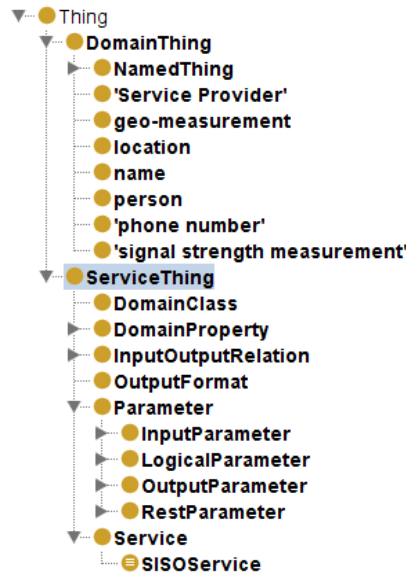 Thing
DomainThing
NamedThing
'Service Provider'
geo-measurement
location
name
person
'phone number'
'signal strength measurement'
ServiceThing
DomainClass
DomainProperty
InputOutputRelation
OutputFormat
Parameter
InputParameter
LogicalParameter
OutputParameter
RestParameter
Service
SISOService